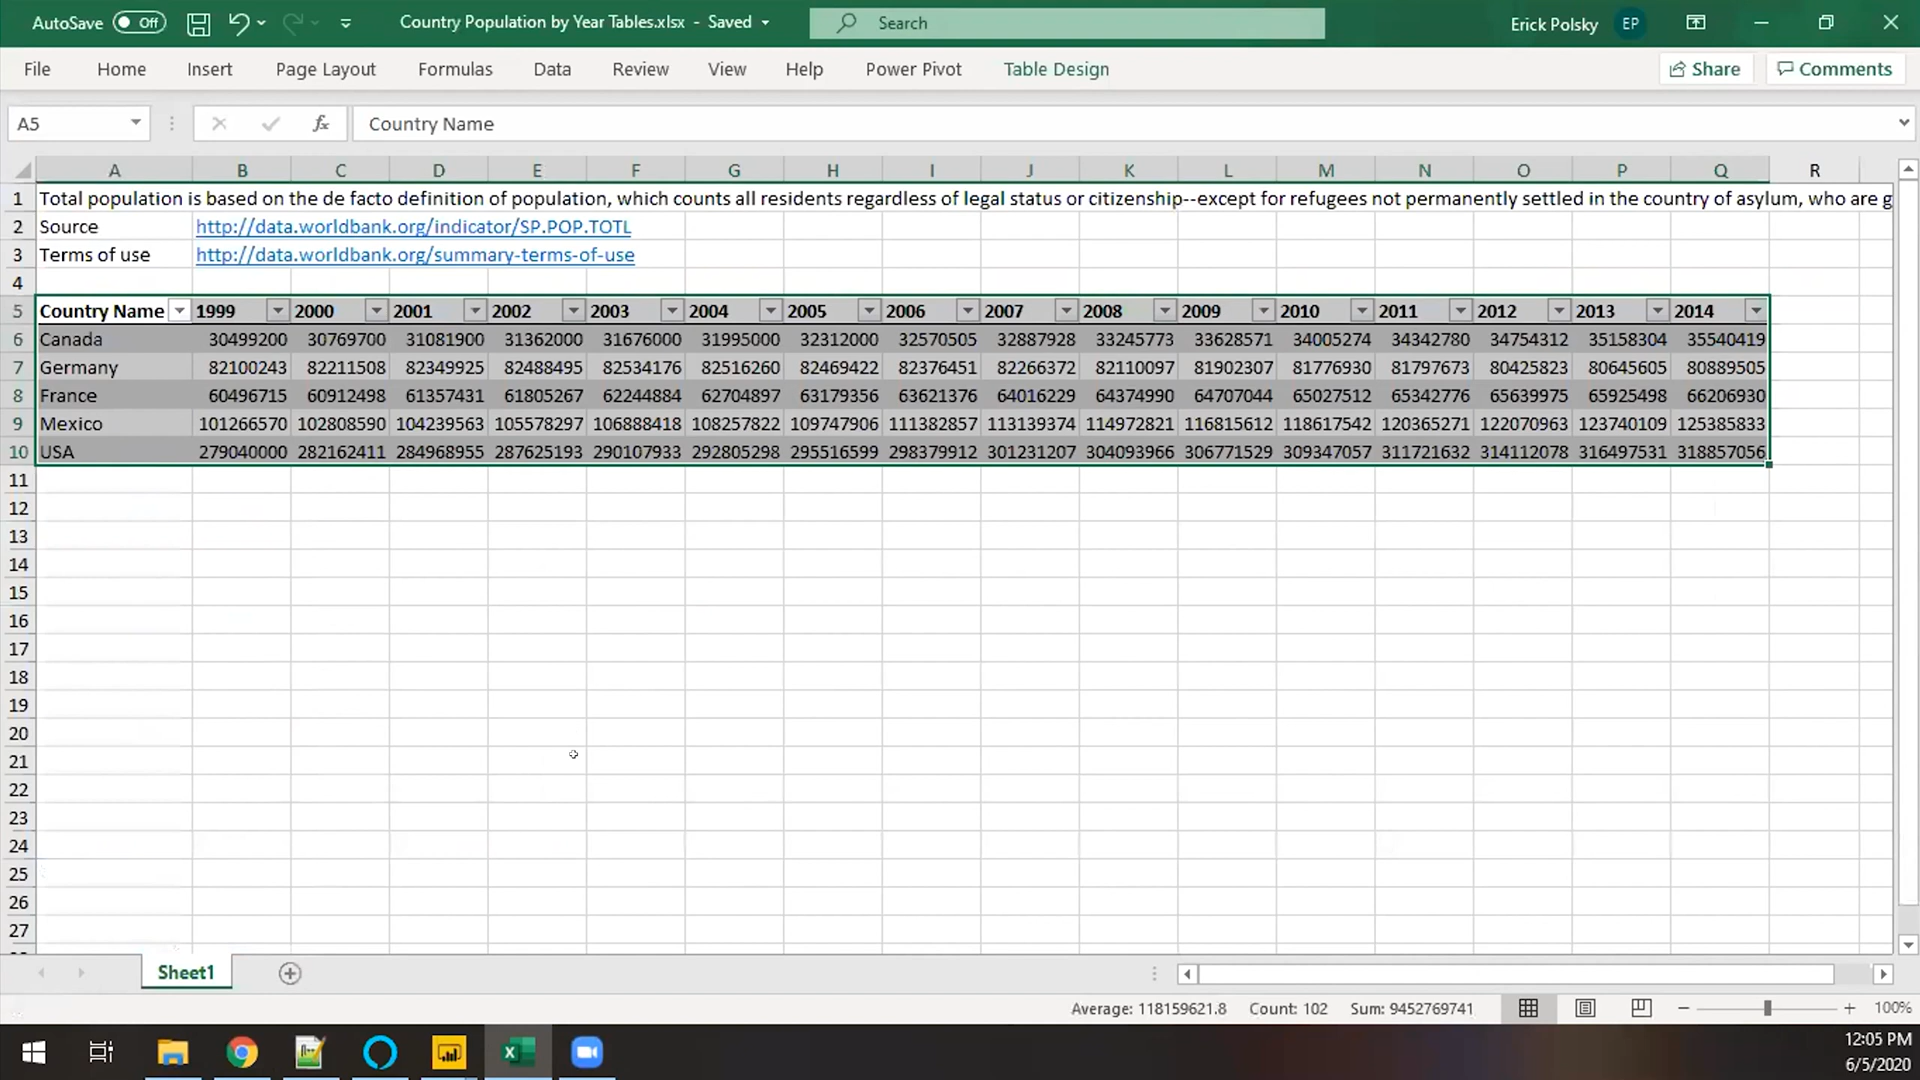 AutoSave Off Country Population by Year Tables.xlsx - Saved Search Erick Polsky EP
File Home Insert Page Layout Formulas Data Review View Help Power Pivot Table Design Share Comments
A5 fx Country Name
A B C D E F G H I J K L M N O P Q R
1 Total population is based on the de facto definition of population, which counts all residents regardless of legal status or citizenship--except for refugees not permanently settled in the country of asylum, who are g
2 Source http://data.worldbank.org/indicator/SP.POP.TOTL
3 Terms of use http://data.worldbank.org/summary-terms-of-use
4
5 Country Name 1999 2000 2001 2002 2003 2004 2005 2006 2007 2008 2009 2010 2011 2012 2013 2014
6 Canada 30499200 30769700 31081900 31362000 31676000 31995000 32312000 32570505 32887928 33245773 33628571 34005274 34342780 34754312 35158304 35540419
7 Germany 82100243 82211508 82349925 82488495 82534176 82516260 82469422 82376451 82266372 82110097 81902307 81776930 81797673 80425823 80645605 80889505
8 France 60496715 60912498 61357431 61805267 62244884 62704897 63179356 63621376 64016229 64374990 64707044 65027512 65342776 65639975 65925498 66206930
9 Mexico 101266570 102808590 104239563 105578297 106888418 108257822 109747906 111382857 113139374 114972821 116815612 118617542 120365271 122070963 123740109 125385833
10 USA 279040000 282162411 284968955 287625193 290107933 292805298 295516599 298379912 301231207 304093966 306771529 309347057 311721632 314112078 316497531 318857056
11
12
13
14
15
16
17
18
19
20
21
22
23
24
25
26
27
Sheet1
Average: 118159621.8 Count: 102 Sum: 9452769741 100%
12:05 PM
6/5/2020